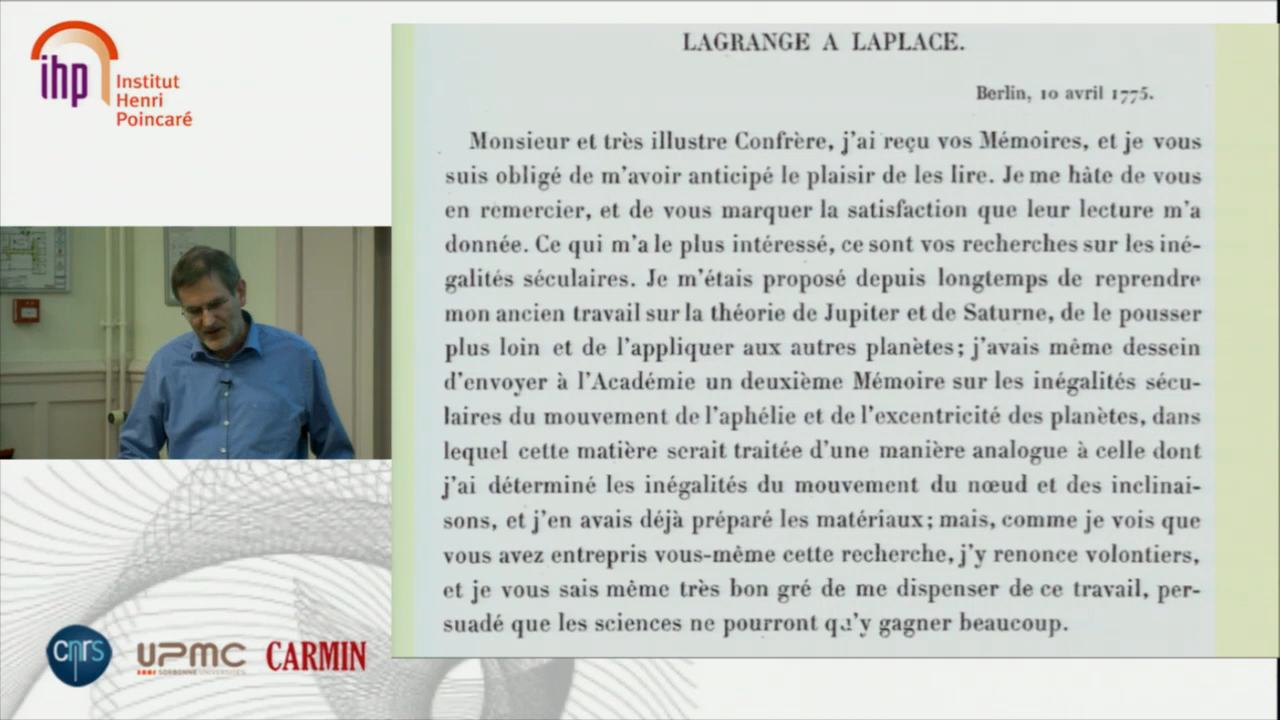 ihp
Institut
Henri
Poincaré
LAGRANGE A LAPLACE.
Berlin, 10 avril 1775.
Monsieur et très illustre Confrère, j'ai reçu vos Mémoires, et je vous
suis obligé de m'avoir anticipé le plaisir de les lire. Je me hâte de vous
en remercier, et de vous marquer la satisfaction que leur lecture m'a
donnée. Ce qui m'a le plus intéressé, ce sont vos recherches sur les iné-
galités séculaires. Je m'étais proposé depuis longtemps de reprendre
mon ancien travail sur la théorie de Jupiter et de Saturne, de le pousser
plus loin et de l'appliquer aux autres planètes; j'avais même dessein
d'envoyer à l'Académie un deuxième Mémoire sur les inégalités sécu-
laires du mouvement de l'aphélie et de l'excentricité des planètes, dans
lequel cette matière serait traitée d'une manière analogue à celle dont
j'ai déterminé les inégalités du mouvement du nœud et des inclinai-
sons, et j'en avais déjà préparé les matériaux; mais, comme je vois que
vous avez entrepris vous-même cette recherche, j'y renonce volontiers,
et je vous sais même très bon gré de me dispenser de ce travail, per-
suadé que les sciences ne pourront qu'y gagner beaucoup.
cnrs
UPMC
SORBONNE UNIVERSITÉS
CARMIN